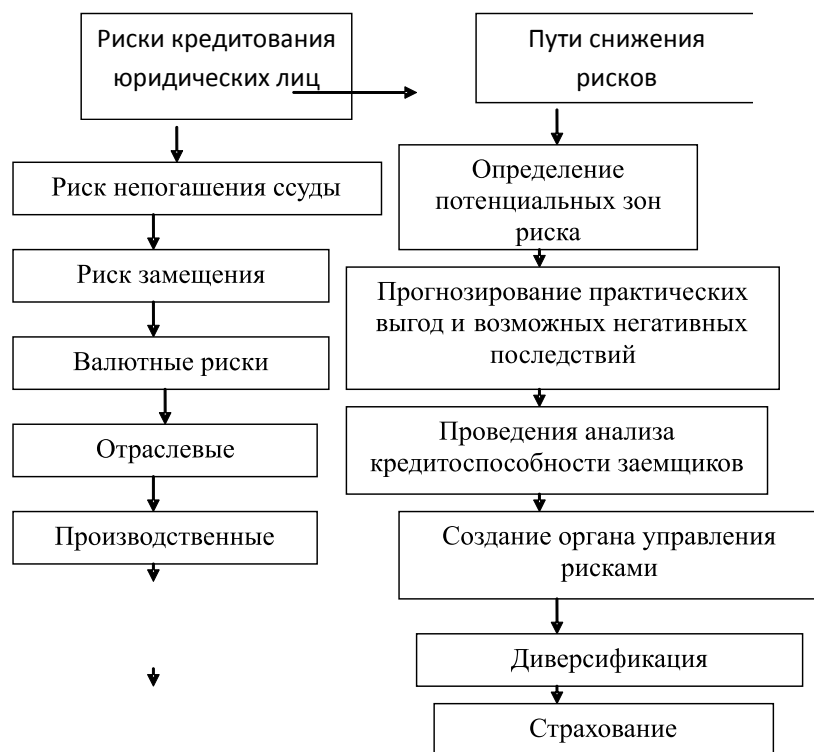 Риски кредитования
юридических лиц
Риск непогашения ссуды
Риск замещения
Валютные риски
Отраслевые
Производственные
Пути снижения
рисков
Определение
потенциальных зон
риска
Прогнозирование практических
выгод и возможных негативных
последствий
Проведения анализа
кредитоспособности заемщиков
Создание органа управления
рисками
Диверсификация
Страхование